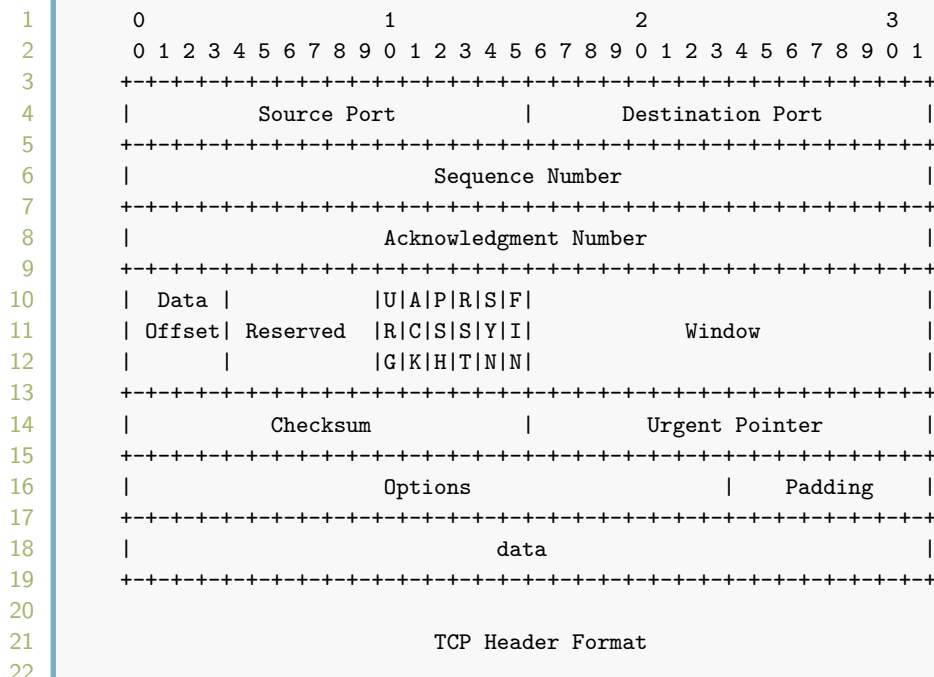 1 0                   1                   2                   3
2 0 1 2 3 4 5 6 7 8 9 0 1 2 3 4 5 6 7 8 9 0 1 2 3 4 5 6 7 8 9 0 1
3 +-+-+-+-+-+-+-+-+-+-+-+-+-+-+-+-+-+-+-+-+-+-+-+-+-+-+-+-+-+-+-+-+
4 |          Source Port          |       Destination Port        |
5 +-+-+-+-+-+-+-+-+-+-+-+-+-+-+-+-+-+-+-+-+-+-+-+-+-+-+-+-+-+-+-+-+
6 |                        Sequence Number                        |
7 +-+-+-+-+-+-+-+-+-+-+-+-+-+-+-+-+-+-+-+-+-+-+-+-+-+-+-+-+-+-+-+-+
8 |                    Acknowledgment Number                      |
9 +-+-+-+-+-+-+-+-+-+-+-+-+-+-+-+-+-+-+-+-+-+-+-+-+-+-+-+-+-+-+-+-+
10 |  Data |           |U|A|P|R|S|F|                               |
11 | Offset| Reserved  |R|C|S|S|Y|I|            Window             |
12 |       |           |G|K|H|T|N|N|                               |
13 +-+-+-+-+-+-+-+-+-+-+-+-+-+-+-+-+-+-+-+-+-+-+-+-+-+-+-+-+-+-+-+-+
14 |           Checksum            |         Urgent Pointer        |
15 +-+-+-+-+-+-+-+-+-+-+-+-+-+-+-+-+-+-+-+-+-+-+-+-+-+-+-+-+-+-+-+-+
16 |                    Options                    |    Padding    |
17 +-+-+-+-+-+-+-+-+-+-+-+-+-+-+-+-+-+-+-+-+-+-+-+-+-+-+-+-+-+-+-+-+
18 |                             data                              |
19 +-+-+-+-+-+-+-+-+-+-+-+-+-+-+-+-+-+-+-+-+-+-+-+-+-+-+-+-+-+-+-+-+
20
21 TCP Header Format
22